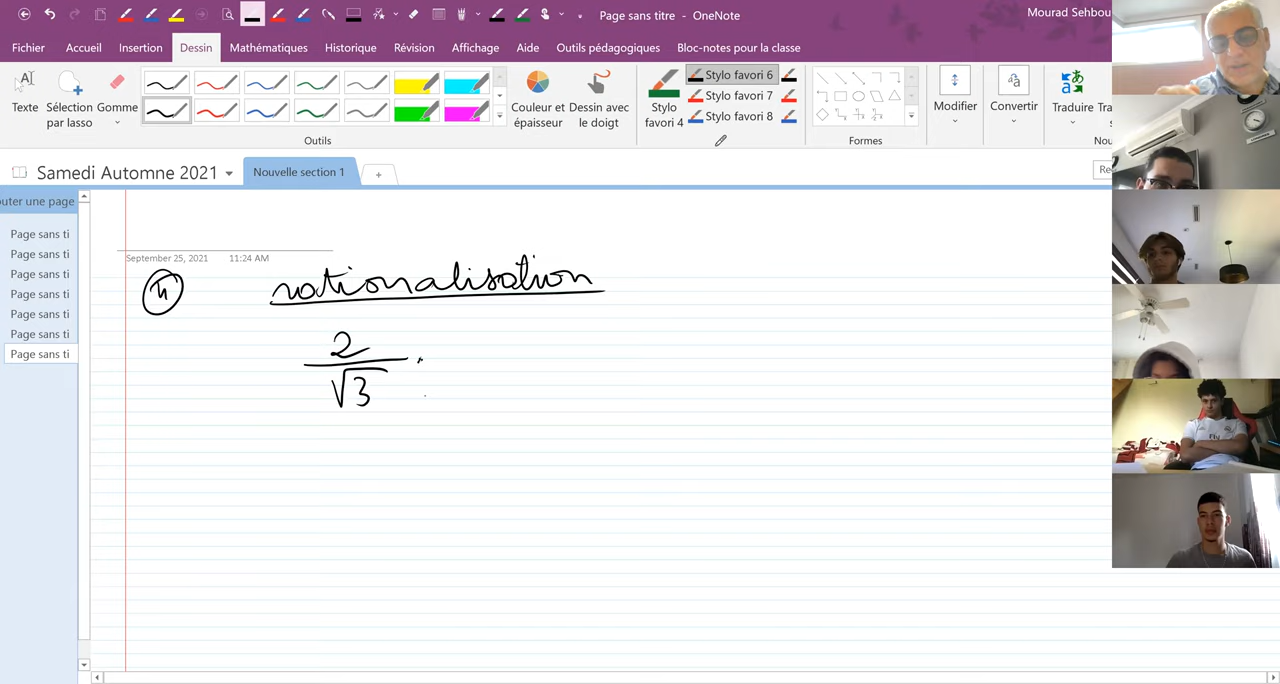 Page sans titre - OneNote
Mourad Sehbou
Fichier Accueil Insertion Dessin Mathématiques Historique Révision Affichage Aide Outils pédagogiques Bloc-notes pour la classe
Texte
Sélection par lasso
Gomme
Couleur et épaisseur
Dessin avec le doigt
Stylo favori 4
Stylo favori 6
Stylo favori 7
Stylo favori 8
Modifier
Convertir
Traduire
Tra
Outils
Formes
Nou
Samedi Automne 2021
Nouvelle section 1
Re
outer une page
Page sans ti
Page sans ti
Page sans ti
Page sans ti
Page sans ti
Page sans ti
Page sans ti
September 25, 2021 11:24 AM
rationalisation
2
√3
Fly